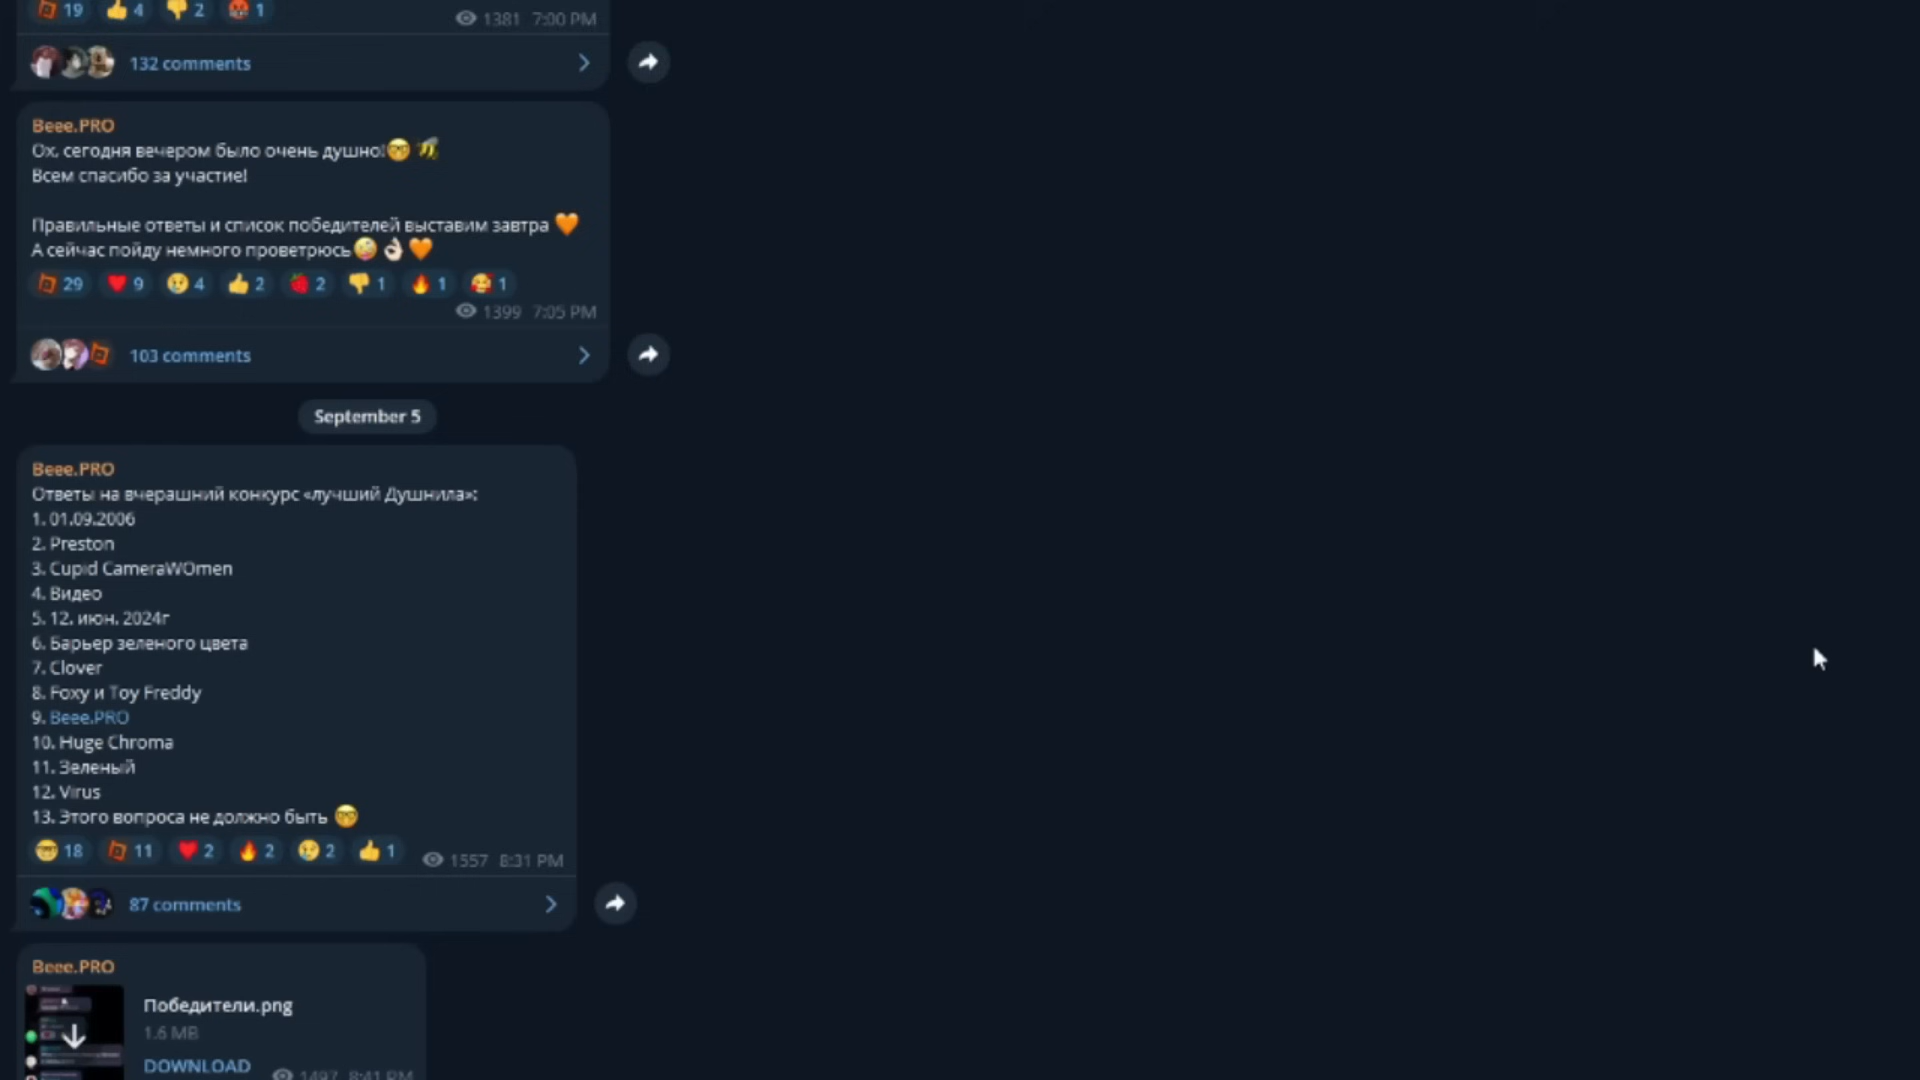 19 4 2 1
1381 7:00 PM
132 comments
Beee.PRO
Ох, сегодня вечером было очень душно!🤓 🐝
Всем спасибо за участие!
Правильные ответы и список победителей выставим завтра 🧡
А сейчас пойду немного проветрюсь🤪 👌🏻 🧡
29 9 4 2 2 1 1 1
1399 7:05 PM
103 comments
September 5
Beee.PRO
Ответы на вчерашний конкурс «лучший Душнила»:
1. 01.09.2006
2. Preston
3. Cupid CameraWOmen
4. Видео
5. 12. июн. 2024г
6. Барьер зеленого цвета
7. Clover
8. Foxy и Toy Freddy
9. Beee.PRO
10. Huge Chroma
11. Зеленый
12. Virus
13. Этого вопроса не должно быть 🤓
18 11 2 2 2 1
1557 8:31 PM
87 comments
Beee.PRO
Победители.png
1.6 MB
DOWNLOAD
1497 8:41 PM